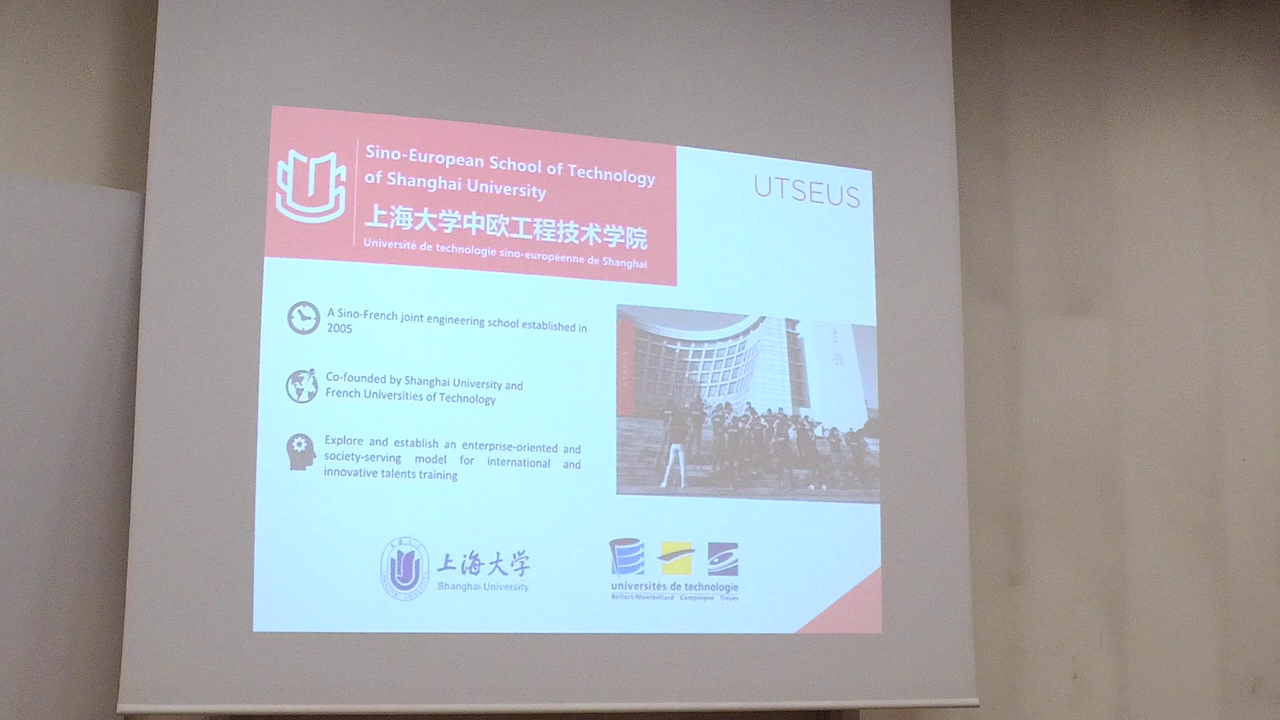 Sino-European School of Technology
of Shanghai University
上海大学中欧工程技术学院
Université de technologie sino-européenne de Shanghai
UTSEUS
A Sino-French joint engineering school established in
2005
Co-founded by Shanghai University and
French Universities of Technology
Explore and establish an enterprise-oriented and
society-serving model for international and
innovative talents training
上海大学
Shanghai University
universités de technologie
Belfort-Montbéliard Compiègne Troyes